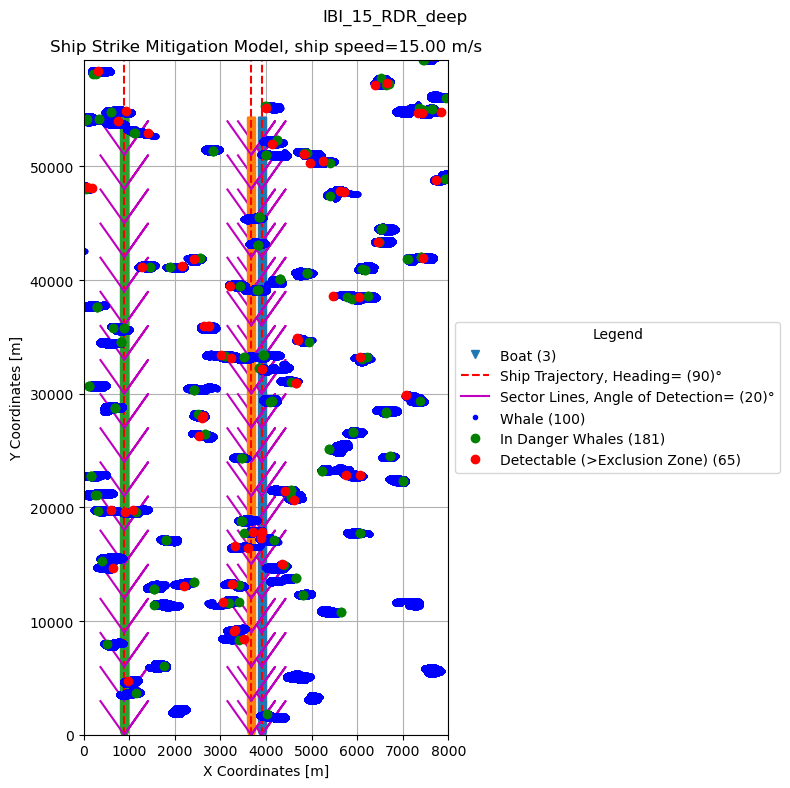 IBI_15_RDR_deep
Ship Strike Mitigation Model, ship speed=15.00 m/s
Y Coordinates [m]
50000
40000
30000
20000
10000
0
0 1000 2000 3000 4000 5000 6000 7000 8000
X Coordinates [m]
Legend
Boat (3)
Ship Trajectory, Heading= (90)°
Sector Lines, Angle of Detection= (20)°
Whale (100)
In Danger Whales (181)
Detectable (>Exclusion Zone) (65)